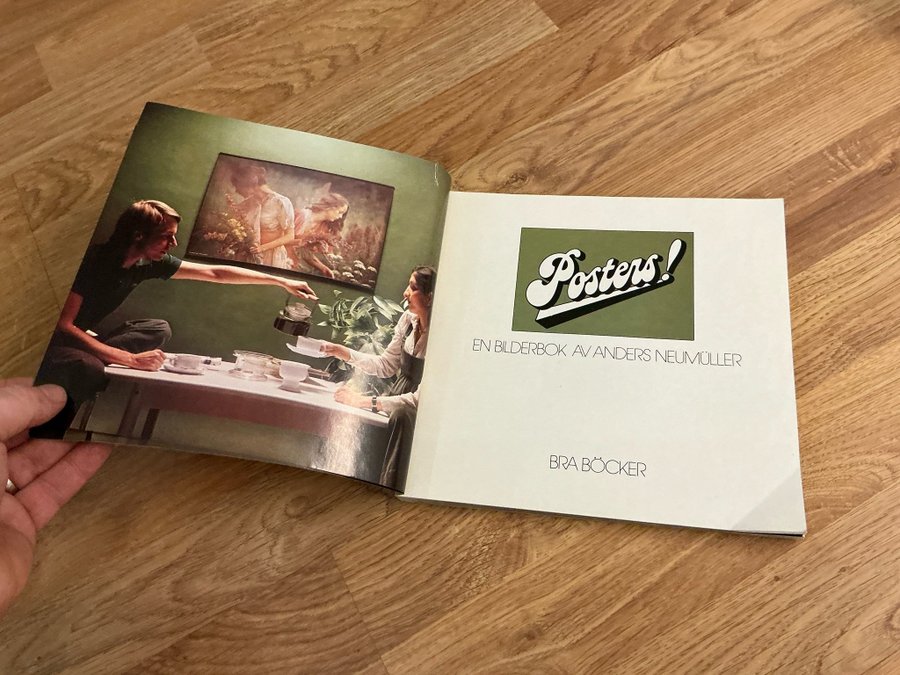 Posters!
EN BILDERBOK AV ANDERS NEUMÜLLER
BRA BÖCKER